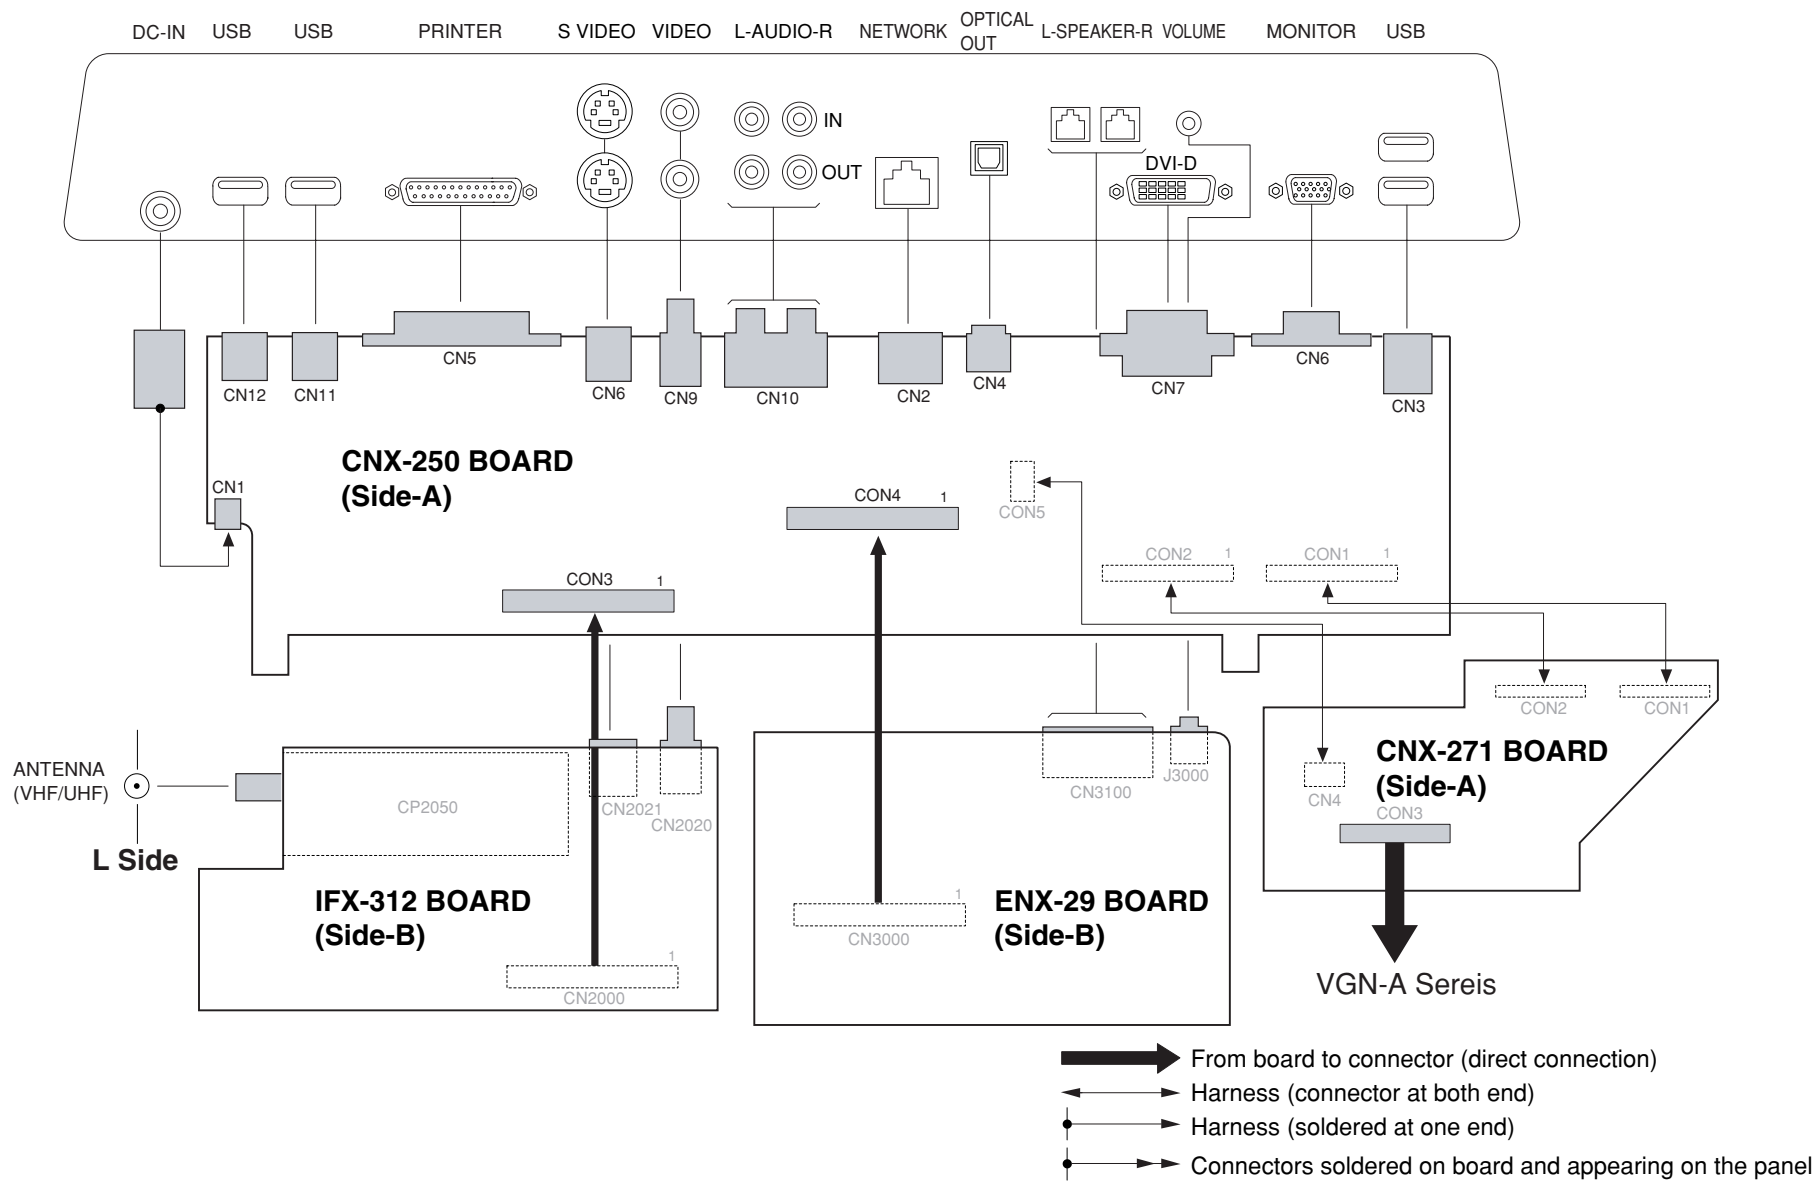 DC-IN USB USB PRINTER S VIDEO VIDEO L-AUDIO-R NETWORK OPTICAL OUT L-SPEAKER-R VOLUME MONITOR USB
IN
OUT
DVI-D
CN12 CN11 CN5 CN6 CN9 CN10 CN2 CN4 CN7 CN6 CN3
CNX-250 BOARD
(Side-A)
CN1
CON4 1
CON5
CON2 1
CON1 1
CON3 1
ANTENNA
(VHF/UHF)
L Side
CP2050
CN2021
CN2020
IFX-312 BOARD
(Side-B)
1
CN2000
CN3100
J3000
1
CN3000
ENX-29 BOARD
(Side-B)
CON2 CON1
CNX-271 BOARD
(Side-A)
CN4
CON3
VGN-A Sereis
From board to connector (direct connection)
Harness (connector at both end)
Harness (soldered at one end)
Connectors soldered on board and appearing on the panel